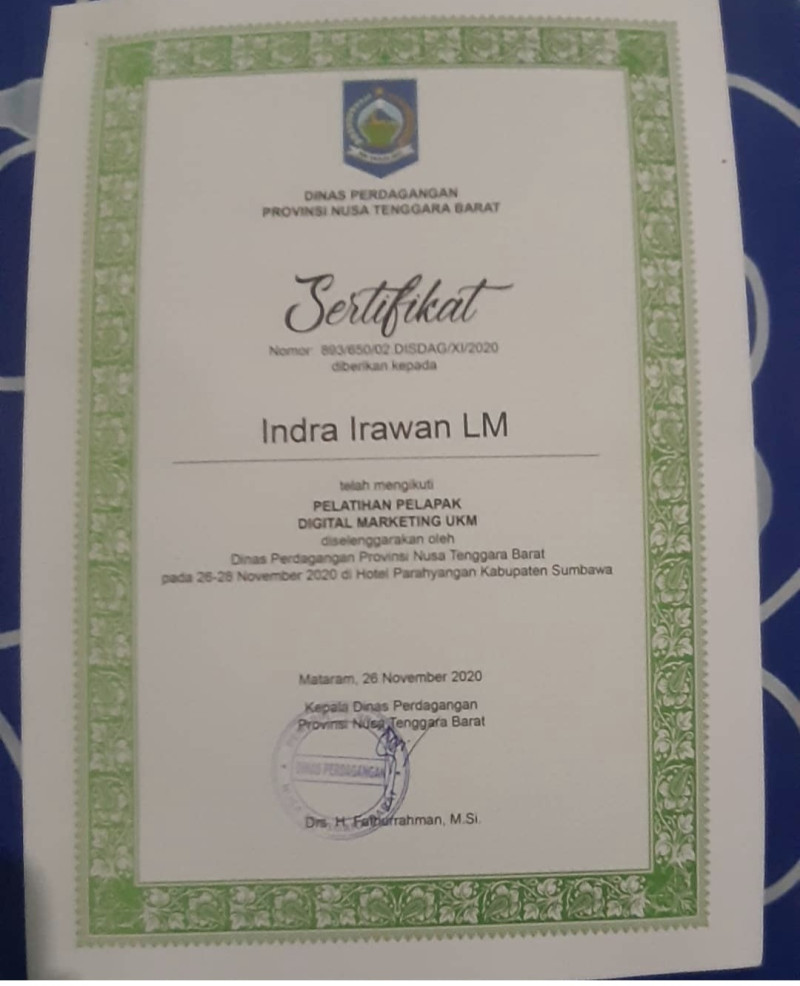 DINAS PERDAGANGAN
PROVINSI NUSA TENGGARA BARAT
Sertifikat
Nomor 893/650/02.DISDAG/XI/2020
diberikan kepada
Indra Irawan LM
telah mengikuti
PELATIHAN PELAPAK
DIGITAL MARKETING UKM
diselenggarakan oleh
Dinas Perdagangan Provinsi Nusa Tenggara Barat
pada 26-28 November 2020 di Hotel Parahyangan Kabupaten Sumbawa
Mataram, 26 November 2020
Kepala Dinas Perdagangan
Provinsi Nusa Tenggara Barat
DINAS PERDAGANGAN
Drs. H. Fathurrahman, M.Si.